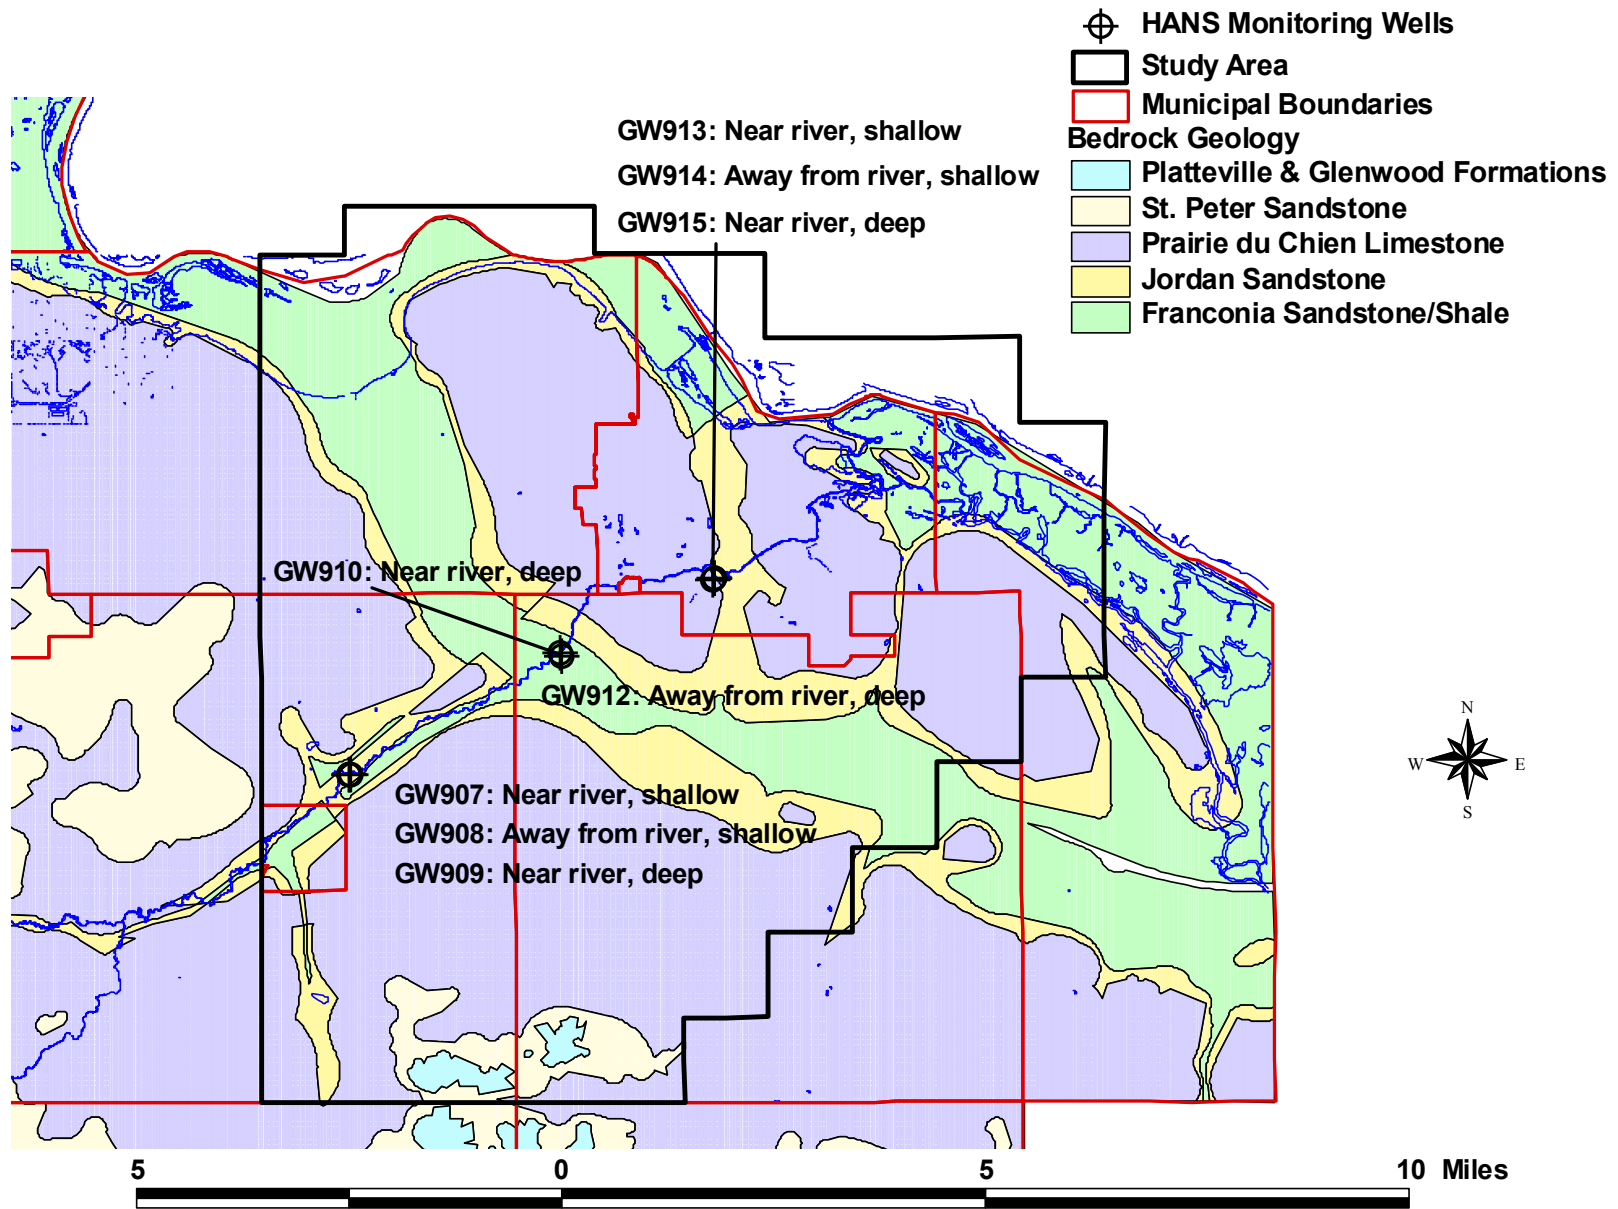 HANS Monitoring Wells
Study Area
Municipal Boundaries
Bedrock Geology
Platteville & Glenwood Formations
St. Peter Sandstone
Prairie du Chien Limestone
Jordan Sandstone
Franconia Sandstone/Shale
GW913: Near river, shallow
GW914: Away from river, shallow
GW915: Near river, deep
GW910: Near river, deep
GW912: Away from river, deep
GW907: Near river, shallow
GW908: Away from river, shallow
GW909: Near river, deep
N
W E
S
5 0 5 10 Miles